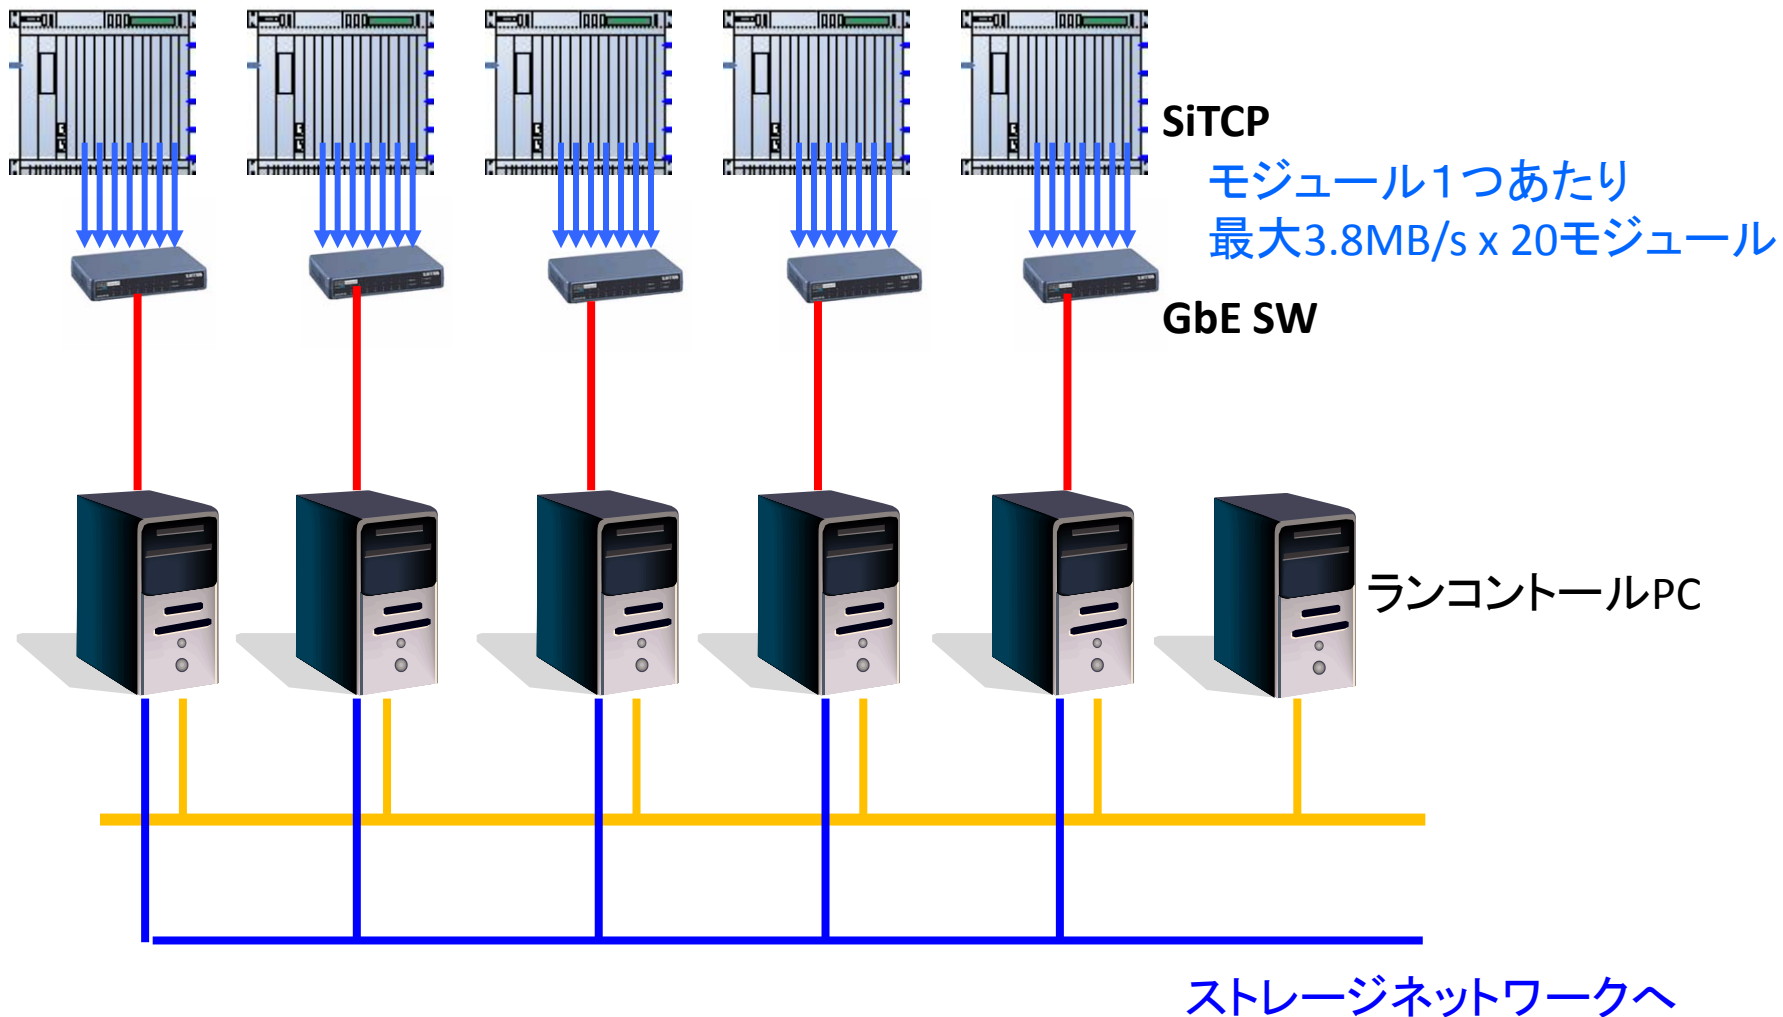 SiTCP
モジュール１つあたり
最大3.8MB/s x 20モジュール
GbE SW
ランコントールPC
ストレージネットワークへ